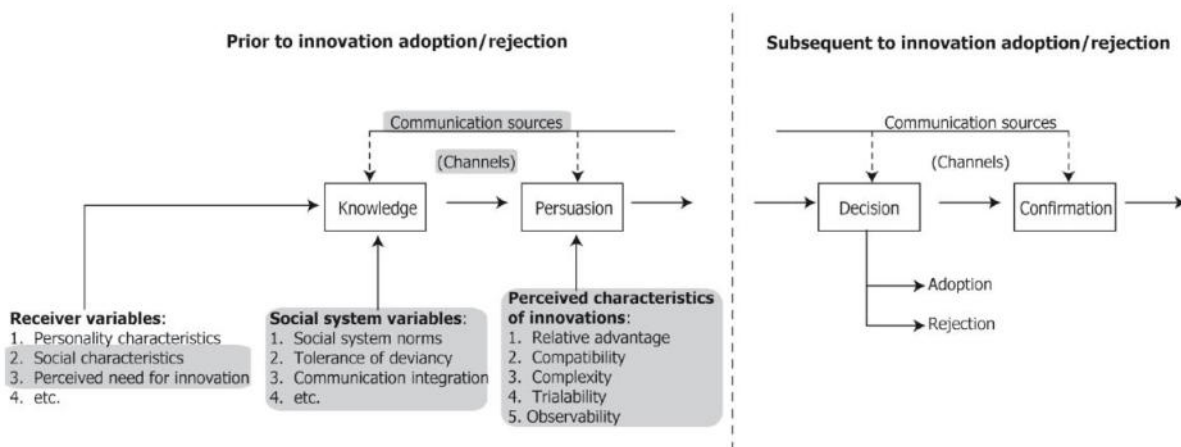 Prior to innovation adoption/rejection
Subsequent to innovation adoption/rejection
Communication sources
(Channels)
Knowledge
Persuasion
Communication sources
(Channels)
Decision
Confirmation
Adoption
Rejection
Receiver variables:
1. Personality characteristics
2. Social characteristics
3. Perceived need for innovation
4. etc.
Social system variables:
1. Social system norms
2. Tolerance of deviancy
3. Communication integration
4. etc.
Perceived characteristics
of innovations:
1. Relative advantage
2. Compatibility
3. Complexity
4. Trialability
5. Observability